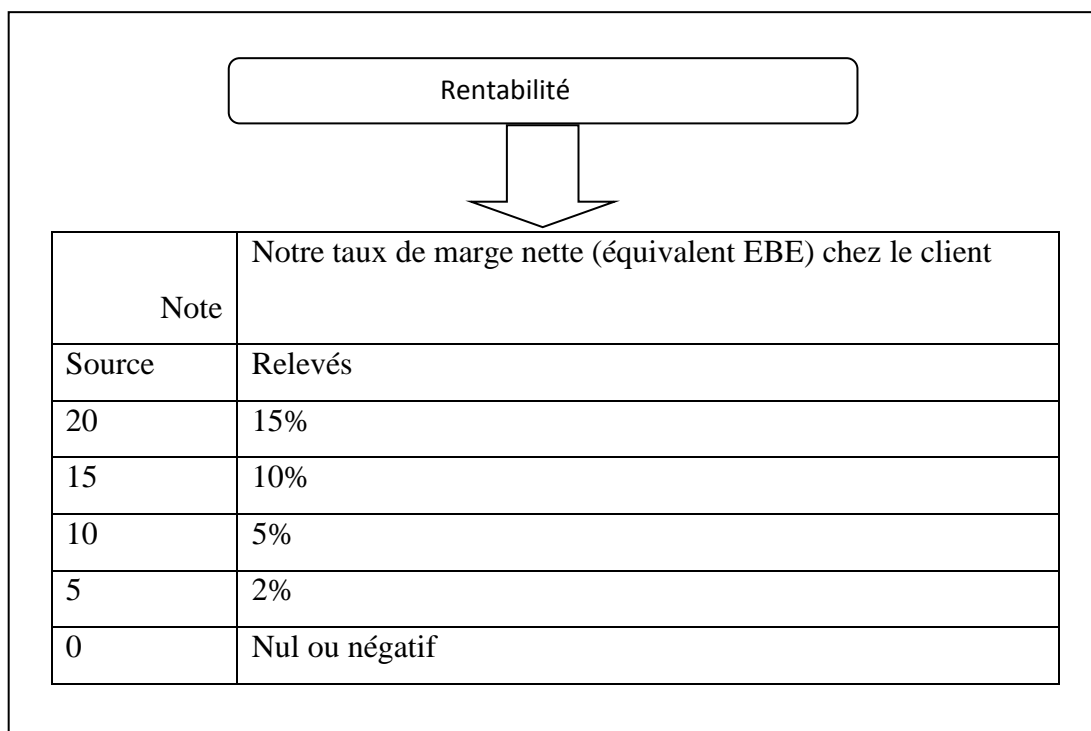 Rentabilité
Notre taux de marge nette (équivalent EBE) chez le client
Note
Source Relevés
20 15%
15 10%
10 5%
5 2%
0 Nul ou négatif